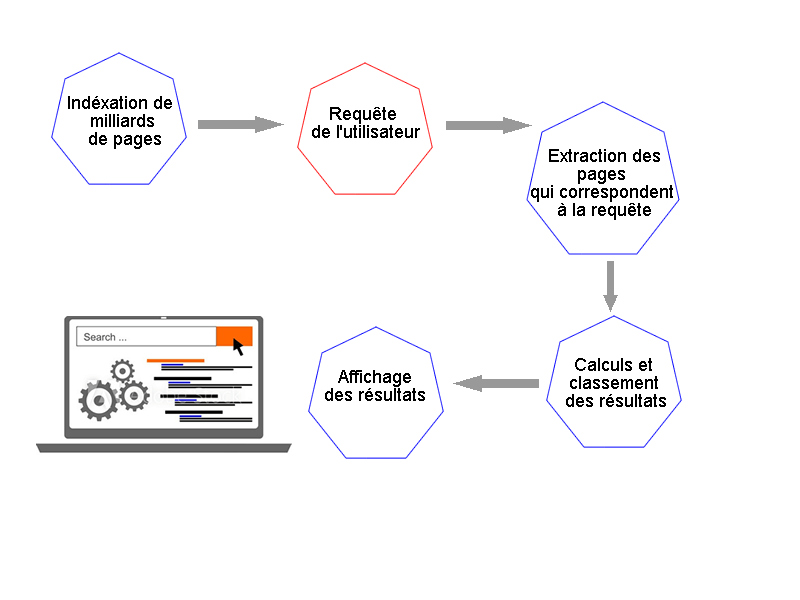 Indéxation de
milliards
de pages
Requête
de l'utilisateur
Extraction des
pages
qui correspondent
à la requête
Calculs et
classement
des résultats
Affichage
des résultats
Search ...